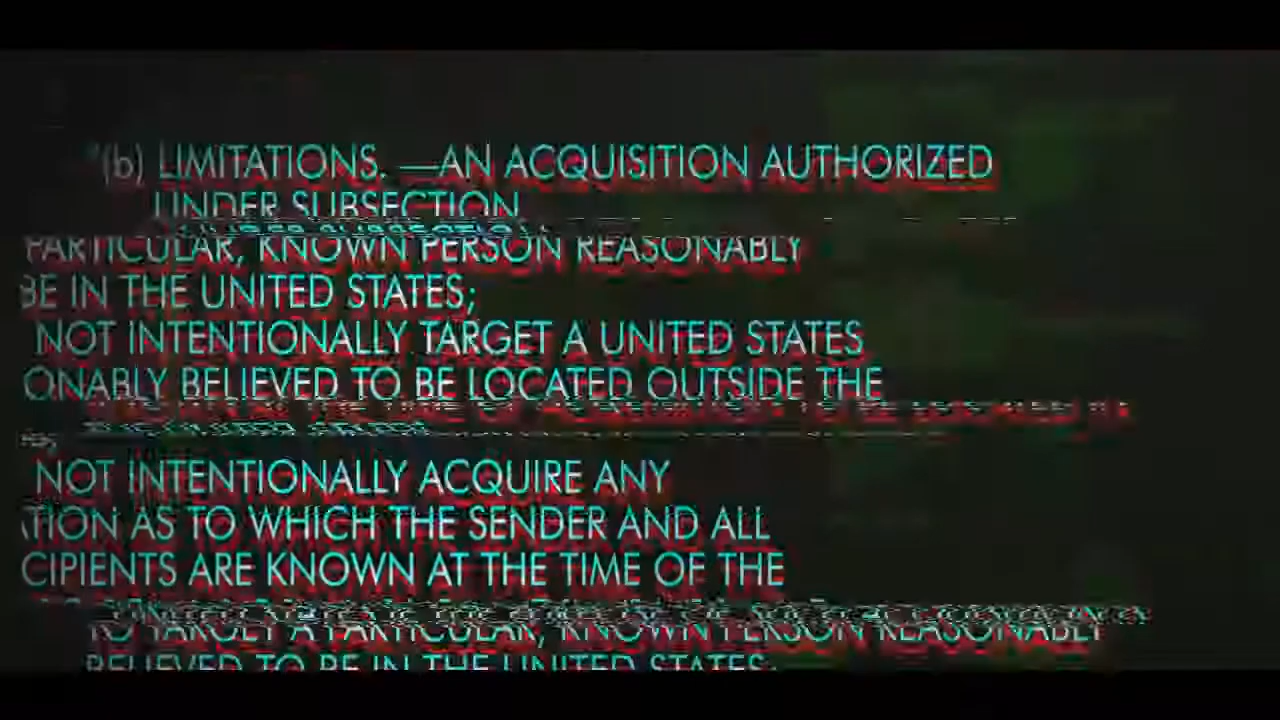 "(b) LIMITATIONS. —AN ACQUISITION AUTHORIZED
UNDER SUBSECTION
PARTICULAR, KNOWN PERSON REASONABLY
BE IN THE UNITED STATES;
NOT INTENTIONALLY TARGET A UNITED STATES
ONABLY BELIEVED TO BE LOCATED OUTSIDE THE
NOT INTENTIONALLY ACQUIRE ANY
TION AS TO WHICH THE SENDER AND ALL
CIPIENTS ARE KNOWN AT THE TIME OF THE
TO TARGET A PARTICULAR, KNOWN PERSON REASONABLY
BELIEVED TO BE IN THE UNITED STATES;